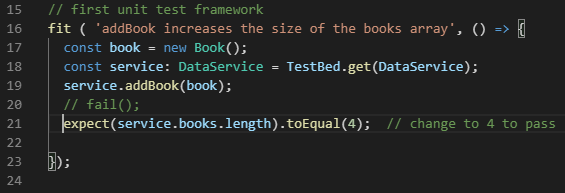 15 // first unit test framework
16 fit ( 'addBook increases the size of the books array', () => {
17 const book = new Book();
18 const service: DataService = TestBed.get(DataService);
19 service.addBook(book);
20 // fail();
21 expect(service.books.length).toEqual(4); // change to 4 to pass
22
23 });
24